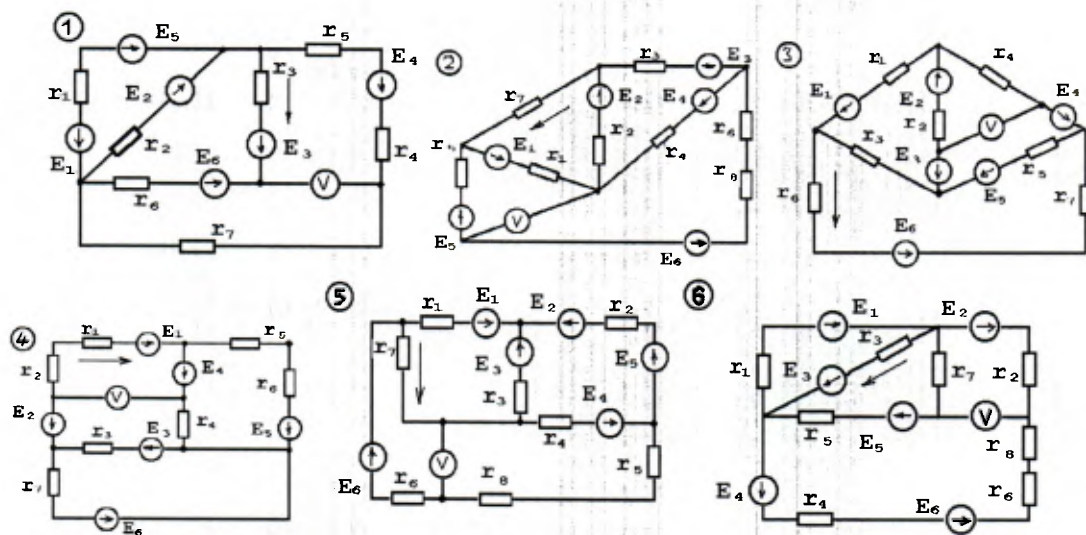 1
E₅
r₅
E₄
r₁
E₂
r₃
r₂
E₁
E₆
E₃
r₄
V
r₆
r₇
2
r₃
E₃
r₇
E₂
E₄
r₂
r₆
E₁
r₁
r₄
r₈
V
E₅
E₆
3
r₁
r₄
E₁
E₂
E₄
r₂
V
r₃
r₅
r₆
E₅
r₇
E₆
4
r₁
E₁
r₅
r₂
E₄
r₆
V
E₂
r₃
E₃
r₄
E₅
r₇
E₆
5
r₁
E₁
E₂
r₂
r₇
E₃
E₅
r₃
E₄
r₄
V
r₅
E₆
r₆
r₈
6
E₁
E₂
r₃
r₁
E₃
r₇
r₂
V
r₅
E₅
r₈
E₄
r₄
E₆
r₆